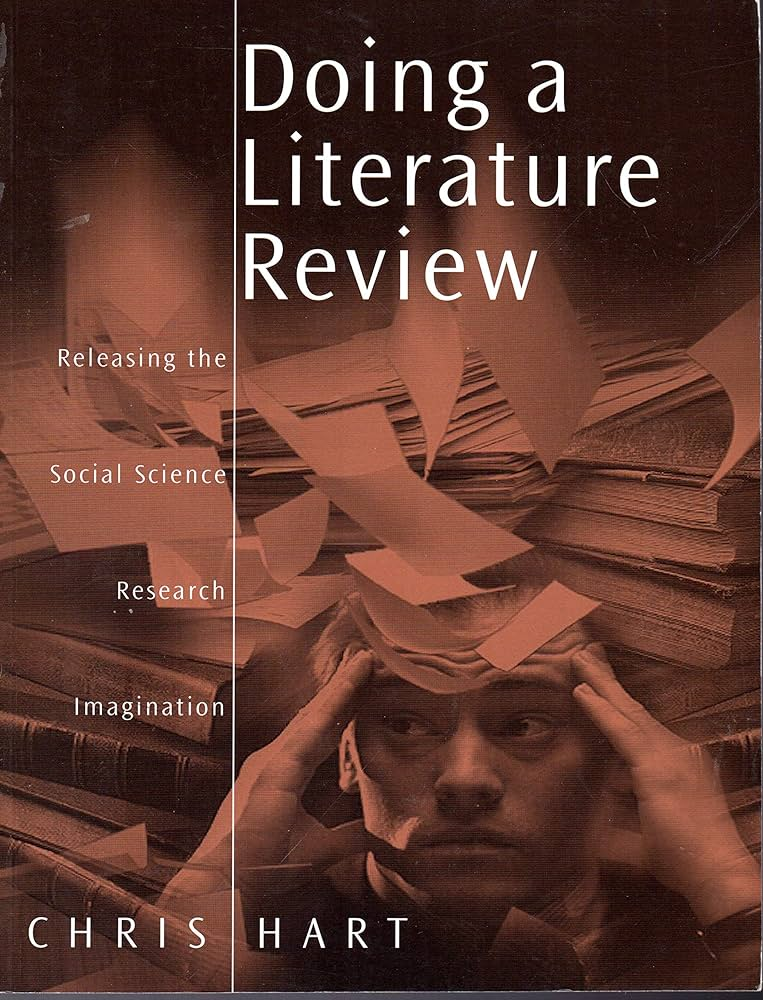 Doing a
Literature
Review
Releasing the
Social Science
Research
Imagination
CHRIS HART